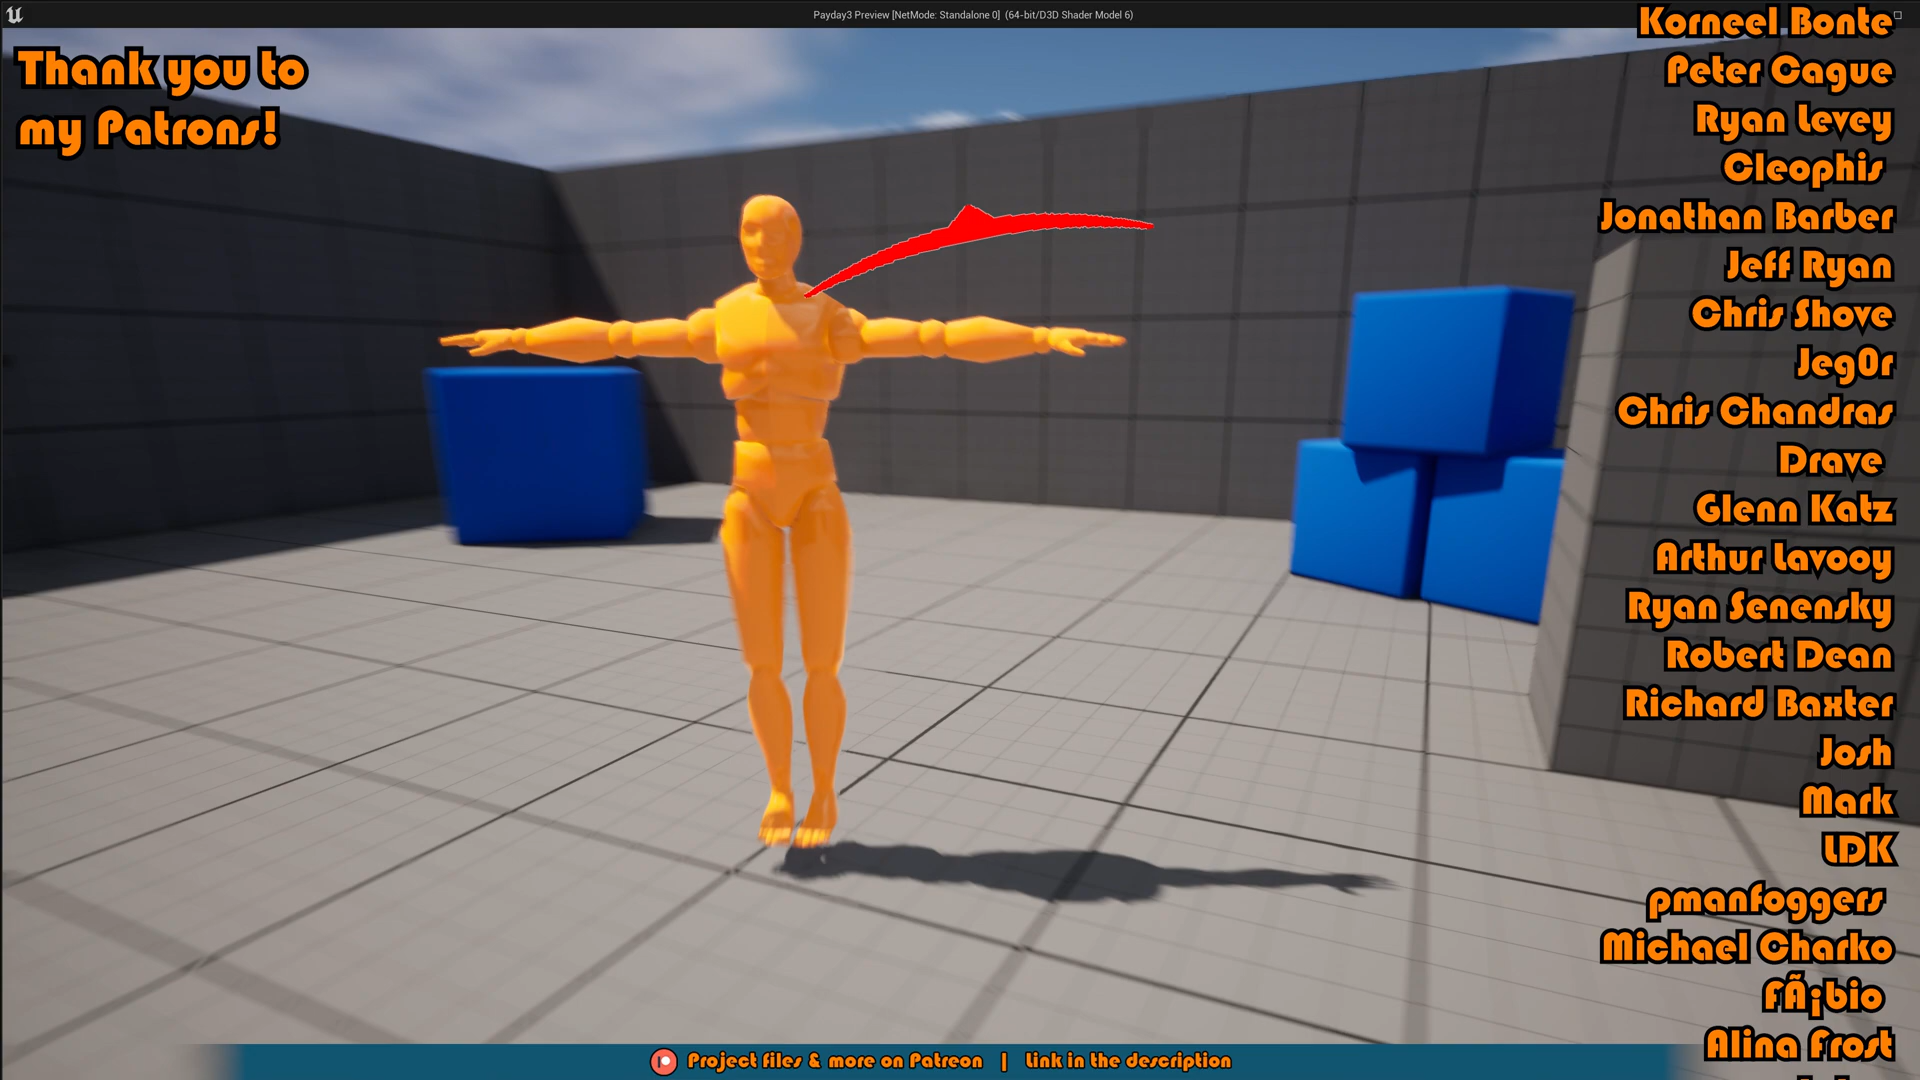 Payday3 Preview [NetMode: Standalone 0] (64-bit/D3D Shader Model 6)
Thank you to
my Patrons!
Korneel Bonte
Peter Cague
Ryan Levey
Cleophis
Jonathan Barber
Jeff Ryan
Chris Shove
Jeg0r
Chris Chandras
Drave
Glenn Katz
Arthur Lavooy
Ryan Senensky
Robert Dean
Richard Baxter
Josh
Mark
LDK
pmanfoggers
Michael Charko
FÃ¡bio
Alina Frost
Project files & more on Patreon | Link in the description